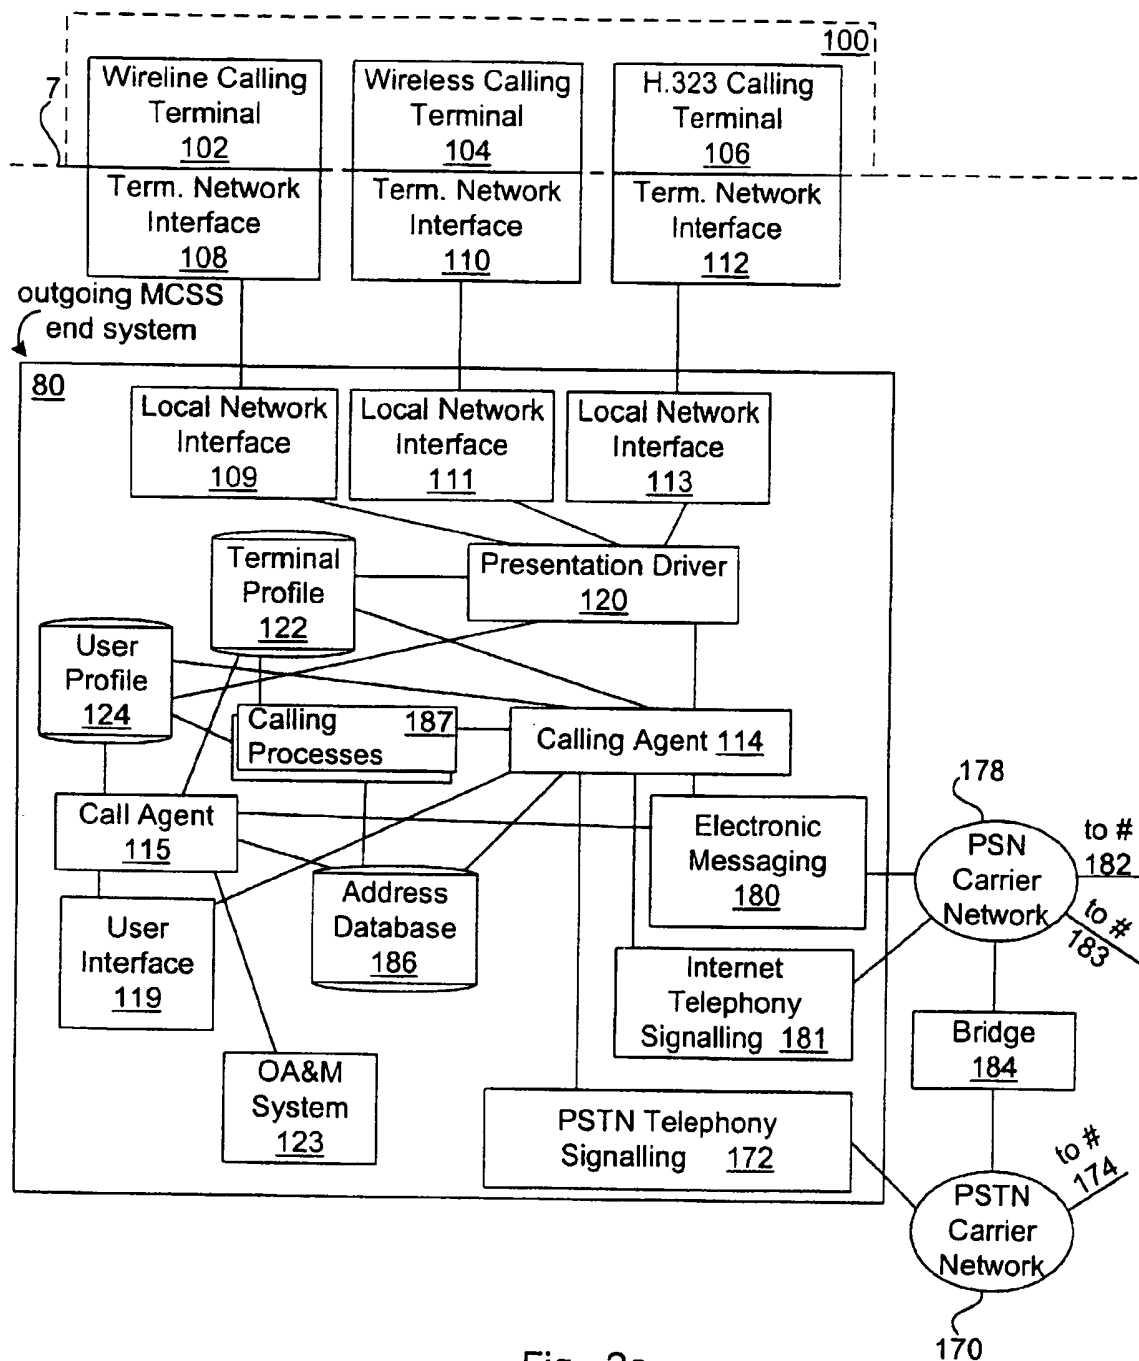 100
7
Wireline Calling
Terminal
102
Wireless Calling
Terminal
104
H.323 Calling
Terminal
106
Term. Network
Interface
108
Term. Network
Interface
110
Term. Network
Interface
112
outgoing MCSS
end system
80
Local Network
Interface
109
Local Network
Interface
111
Local Network
Interface
113
Terminal
Profile
122
Presentation Driver
120
User
Profile
124
Calling
Processes
187
Calling Agent 114
Call Agent
115
Electronic
Messaging
180
178
PSN
Carrier
Network
to #
182
to #
183
User
Interface
119
Address
Database
186
Internet
Telephony
Signalling 181
Bridge
184
OA&M
System
123
PSTN Telephony
Signalling 172
to #
174
PSTN
Carrier
Network
170